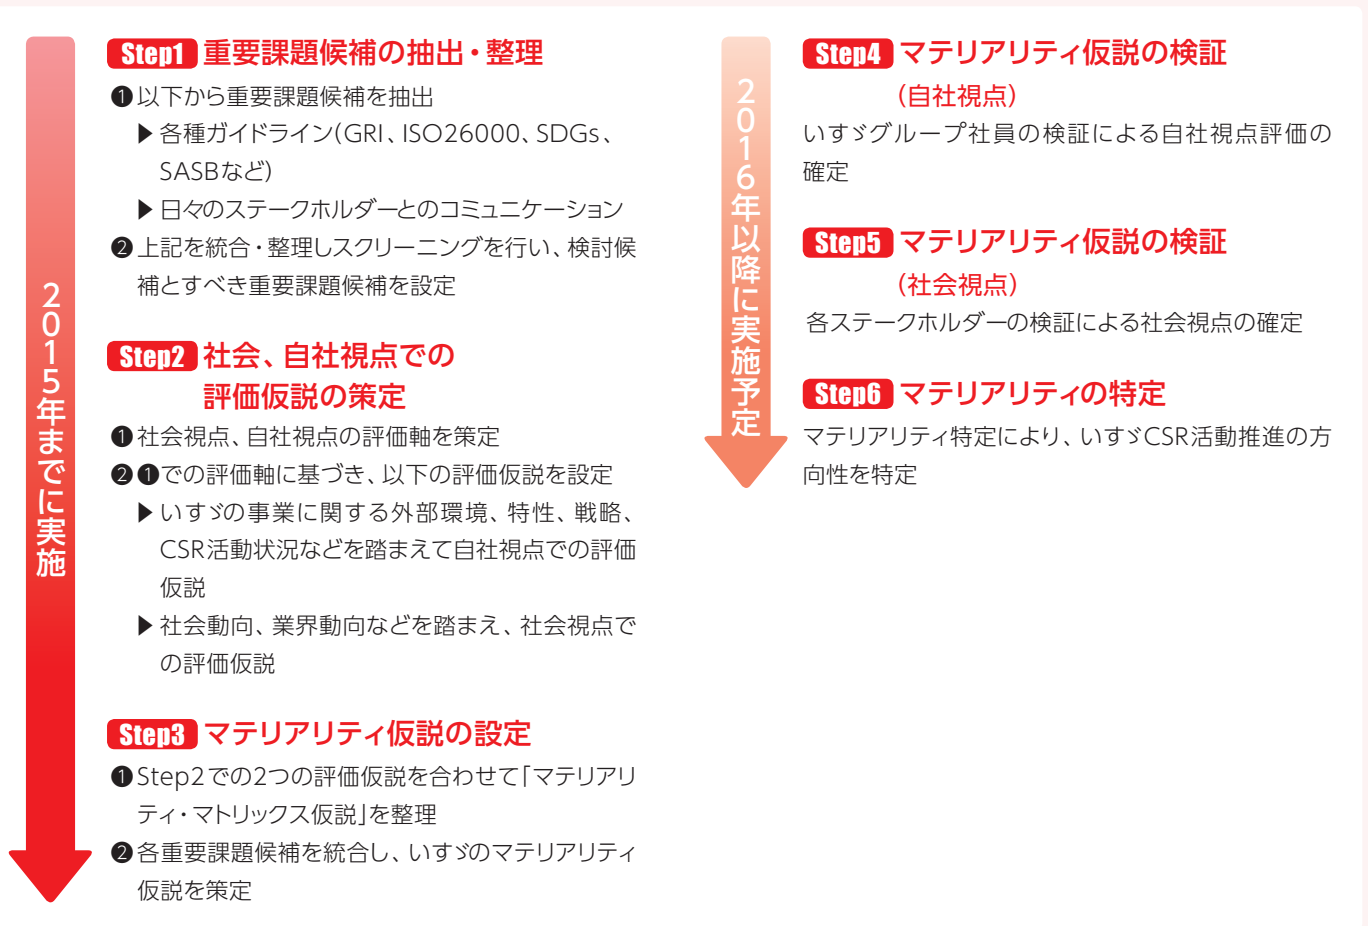 2015年までに実施
Step1 重要課題候補の抽出・整理
❶以下から重要課題候補を抽出
▶各種ガイドライン(GRI、ISO26000、SDGs、
SASBなど)
▶日々のステークホルダーとのコミュニケーション
❷上記を統合・整理しスクリーニングを行い、検討候
補とすべき重要課題候補を設定
Step2 社会、自社視点での
評価仮説の策定
❶社会視点、自社視点の評価軸を策定
❷❶での評価軸に基づき、以下の評価仮説を設定
▶いすゞの事業に関する外部環境、特性、戦略、
CSR活動状況などを踏まえて自社視点での評価
仮説
▶社会動向、業界動向などを踏まえ、社会視点で
の評価仮説
Step3 マテリアリティ仮説の設定
❶Step2での2つの評価仮説を合わせて「マテリアリ
ティ・マトリックス仮説」を整理
❷各重要課題候補を統合し、いすゞのマテリアリティ
仮説を策定
2016年以降に実施予定
Step4 マテリアリティ仮説の検証
（自社視点）
いすゞグループ社員の検証による自社視点評価の
確定
Step5 マテリアリティ仮説の検証
（社会視点）
各ステークホルダーの検証による社会視点の確定
Step6 マテリアリティの特定
マテリアリティ特定により、いすゞCSR活動推進の方
向性を特定